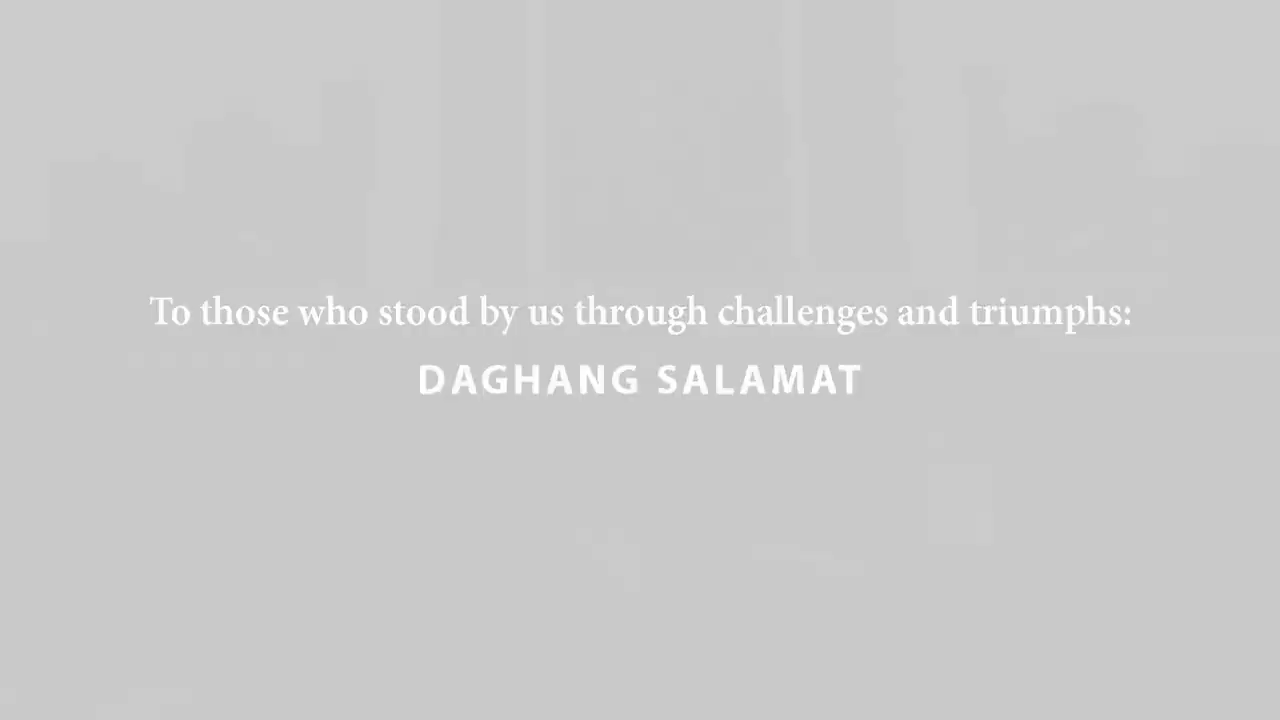 To those who stood by us through challenges and triumphs:
DAGHANG SALAMAT